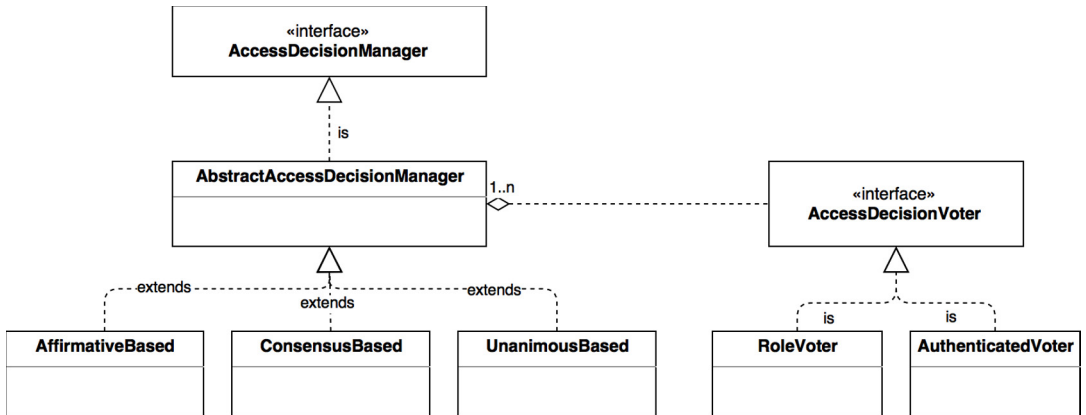 «interface»
AccessDecisionManager
is
AbstractAccessDecisionManager
1..n
«interface»
AccessDecisionVoter
extends
extends
extends
is
is
AffirmativeBased
ConsensusBased
UnanimousBased
RoleVoter
AuthenticatedVoter